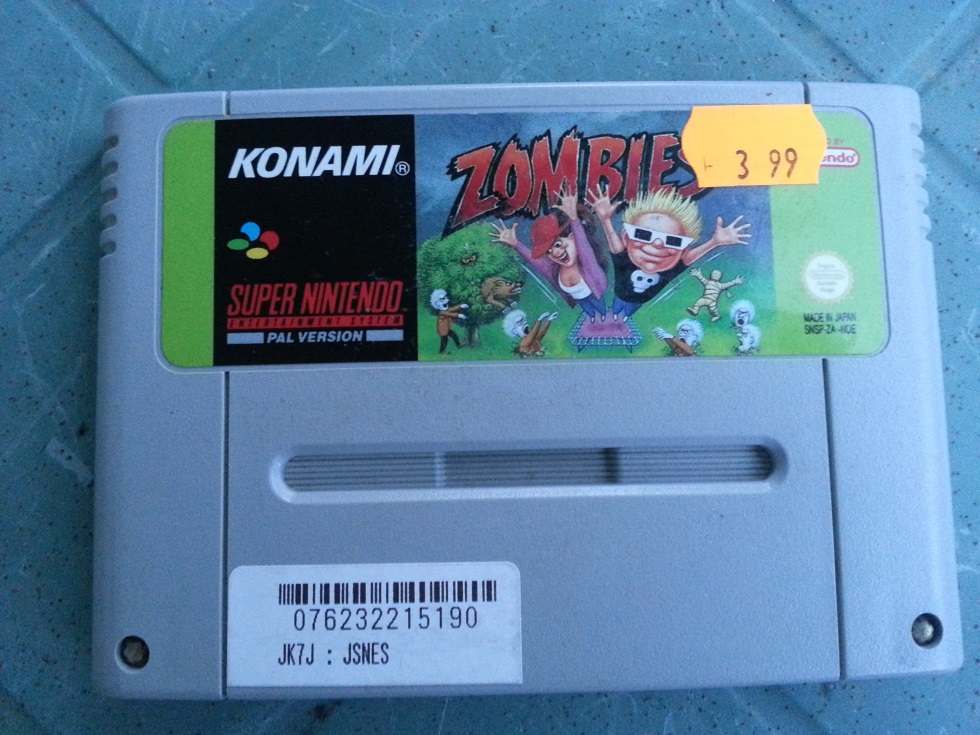 KONAMI®
ZOMBIES
3 99
SUPER NINTENDO
ENTERTAINMENT SYSTEM
PAL VERSION
MADE IN JAPAN
SNSP-ZA -NOE
076232215190
JK7J : JSNES